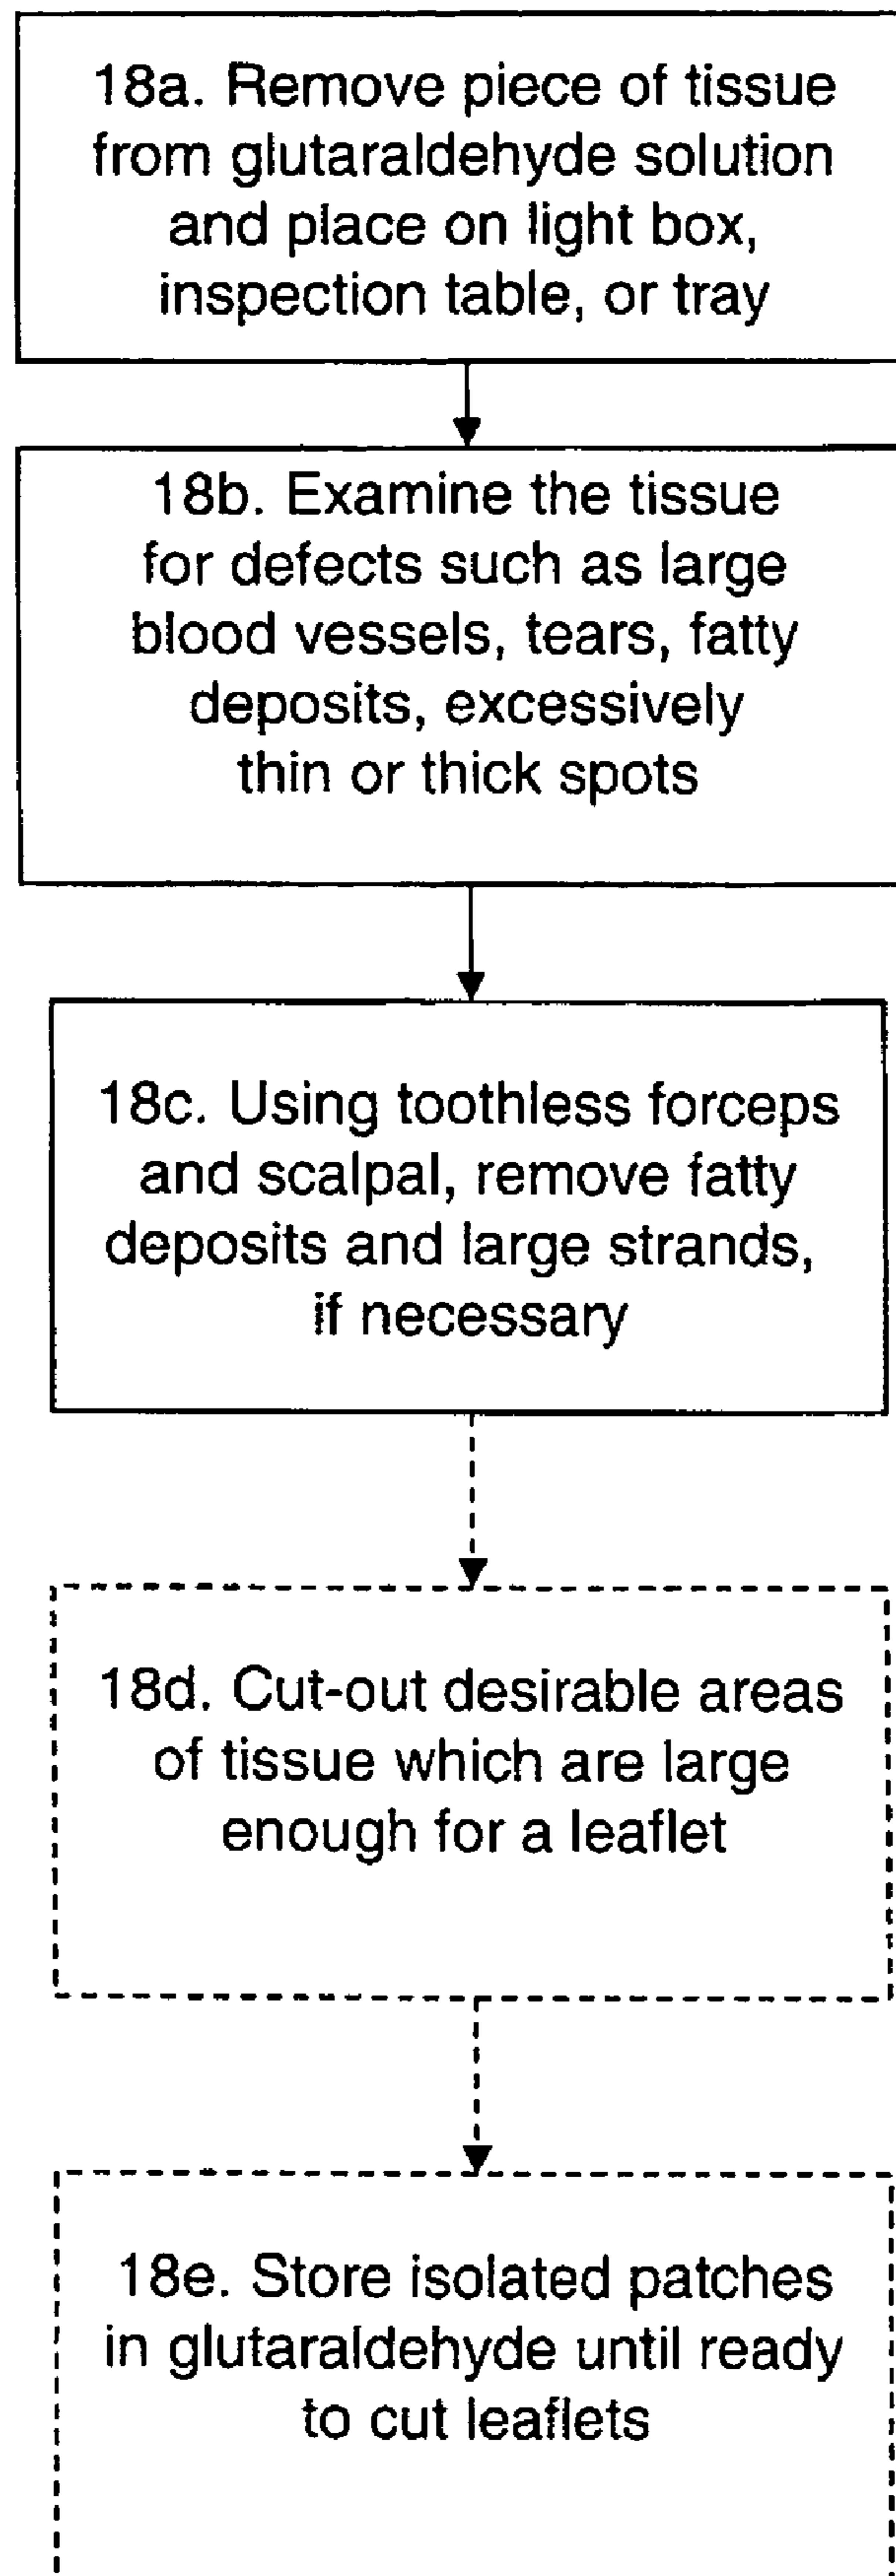 18a. Remove piece of tissue
from glutaraldehyde solution
and place on light box,
inspection table, or tray
18b. Examine the tissue
for defects such as large
blood vessels, tears, fatty
deposits, excessively
thin or thick spots
18c. Using toothless forceps
and scalpal, remove fatty
deposits and large strands,
if necessary
18d. Cut-out desirable areas
of tissue which are large
enough for a leaflet
18e. Store isolated patches
in glutaraldehyde until ready
to cut leaflets